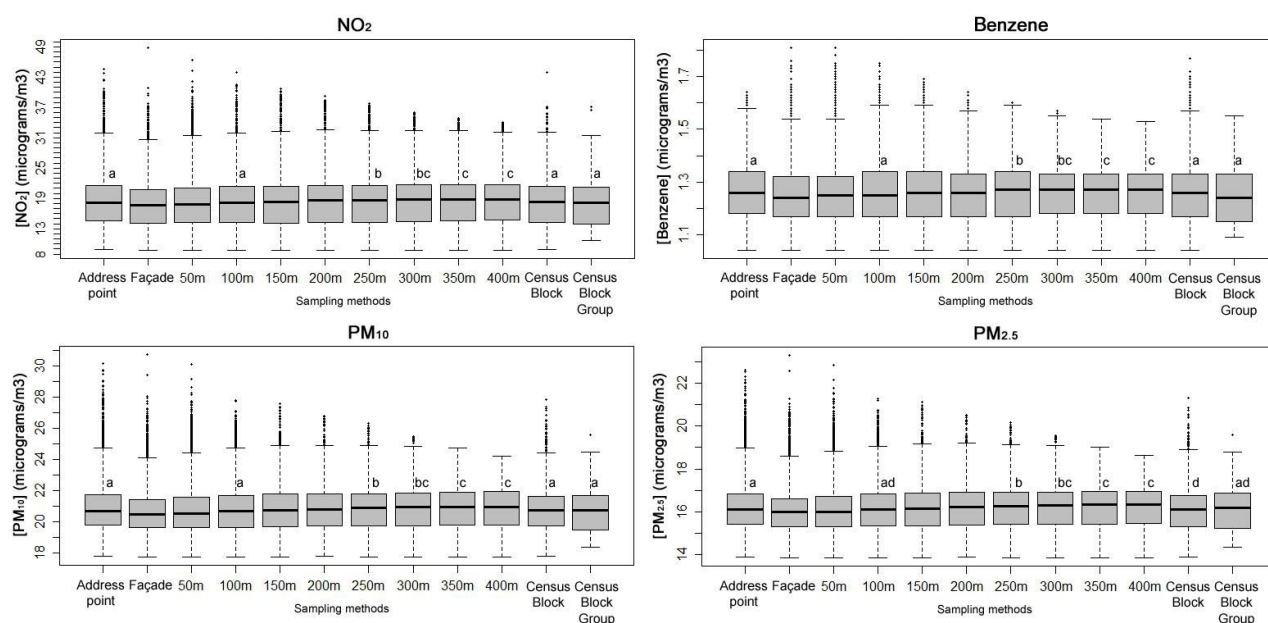 NO2
[NO2] (micrograms/m3)
49
43
37
31
25
19
13
8
a a b bc c c a a
Address point Façade 50m 100m 150m 200m 250m 300m 350m 400m Census Block Census Block Group
Sampling methods
Benzene
[Benzene] (micrograms/m3)
1.7
1.5
1.3
1.1
a a b bc c c a a
Address point Façade 50m 100m 150m 200m 250m 300m 350m 400m Census Block Census Block Group
Sampling methods
PM10
[PM10] (micrograms/m3)
30
28
26
24
22
20
18
a a b bc c c a a
Address point Façade 50m 100m 150m 200m 250m 300m 350m 400m Census Block Census Block Group
Sampling methods
PM2.5
[PM2.5] (micrograms/m3)
22
20
18
16
14
a ad b bc c c d ad
Address point Façade 50m 100m 150m 200m 250m 300m 350m 400m Census Block Census Block Group
Sampling methods